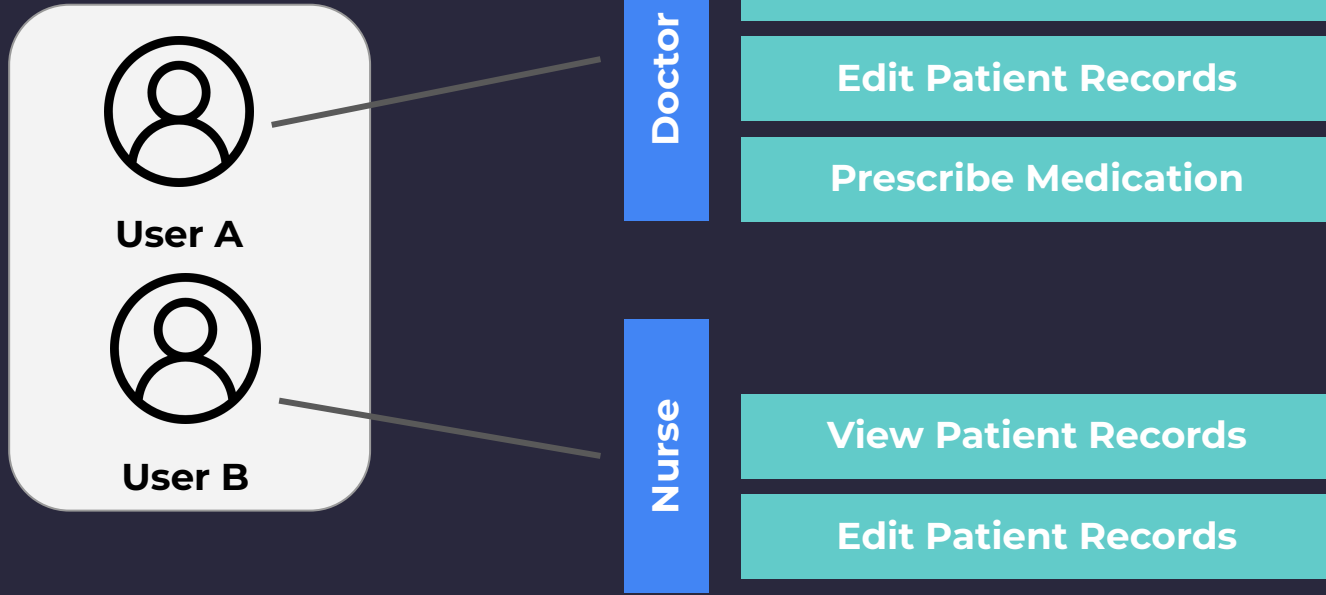 User A
User B
Doctor
Edit Patient Records
Prescribe Medication
Nurse
View Patient Records
Edit Patient Records